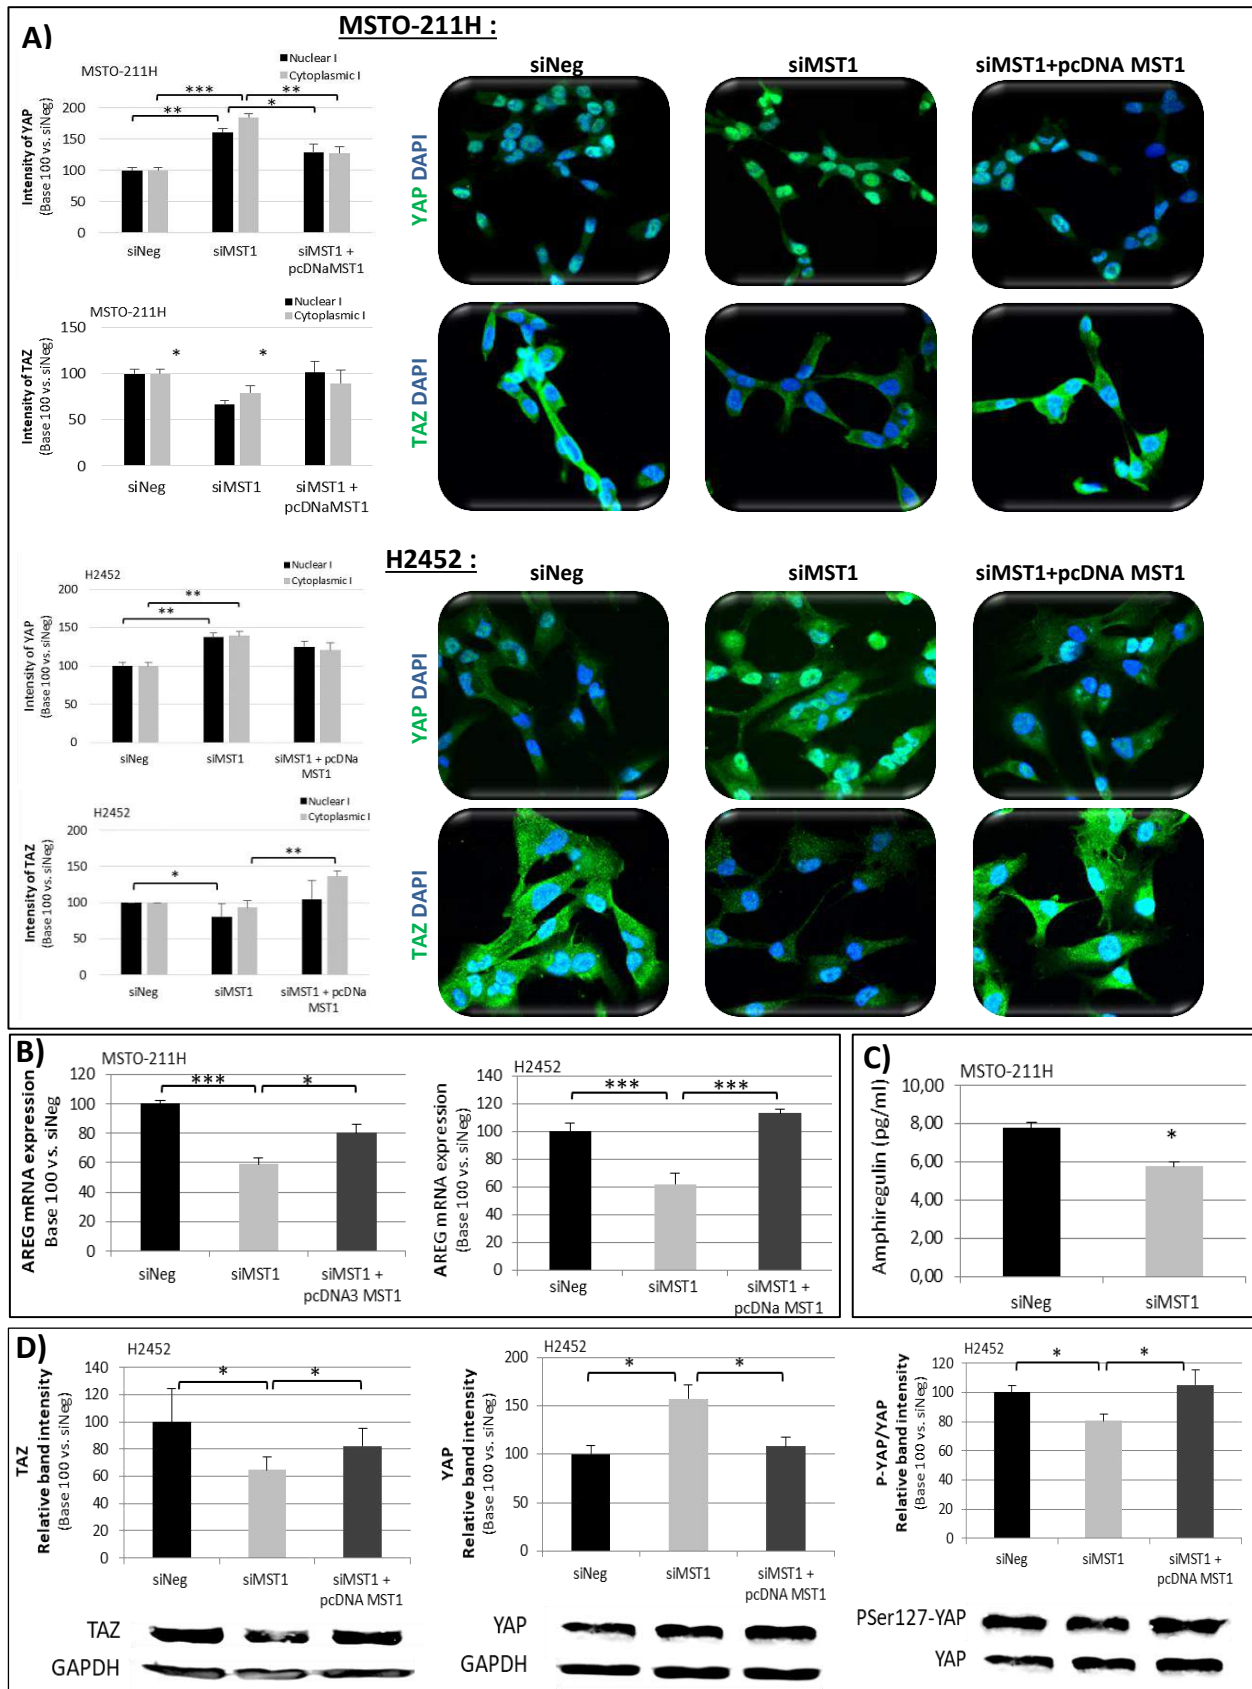 A)
MSTO-211H :
siNeg
siMST1
siMST1+pcDNA MST1
MSTO-211H
Nuclear I
Cytoplasmic I
Intensity of YAP
(Base 100 vs. siNeg)
200
150
100
50
0
***
**
**
*
siNeg
siMST1
siMST1 +
pcDNaMST1
YAP DAPI
MSTO-211H
Nuclear I
Cytoplasmic I
Intensity of TAZ
(Base 100 vs. siNeg)
150
100
50
0
*
*
siNeg
siMST1
siMST1 +
pcDNaMST1
TAZ DAPI
H2452 :
siNeg
siMST1
siMST1+pcDNA MST1
H2452
Nuclear I
Cytoplasmic I
Intensity of YAP
(Base 100 vs. siNeg)
200
150
100
50
0
**
**
siNeg
siMST1
siMST1 + pcDNa
MST1
YAP DAPI
H2452
Nuclear I
Cytoplasmic I
Intensity of TAZ
(Base 100 vs. siNeg)
200
150
100
50
0
*
**
siNeg
siMST1
siMST1 + pcDNa
MST1
TAZ DAPI
B)
MSTO-211H
AREG mRNA expression
Base 100 vs. siNeg
120
100
80
60
40
20
0
***
*
siNeg
siMST1
siMST1 +
pcDNA3 MST1
H2452
AREG mRNA expression
(Base 100 vs. siNeg)
140
120
100
80
60
40
20
0
***
***
siNeg
siMST1
siMST1 +
pcDNa MST1
C)
MSTO-211H
Amphiregulin (pg/ml)
10,00
8,00
6,00
4,00
2,00
0,00
*
siNeg
siMST1
D)
H2452
TAZ
Relative band intensity
(Base 100 vs. siNeg)
140
120
100
80
60
40
20
0
*
*
siNeg
siMST1
siMST1 +
pcDNA MST1
TAZ
GAPDH
H2452
YAP
Relative band intensity
(Base 100 vs. siNeg)
200
150
100
50
0
*
*
siNeg
siMST1
siMST1 +
pcDNA MST1
YAP
GAPDH
H2452
P-YAP/YAP
Relative band intensity
(Base 100 vs. siNeg)
120
100
80
60
40
20
0
*
*
siNeg
siMST1
siMST1 +
pcDNA MST1
PSer127-YAP
YAP